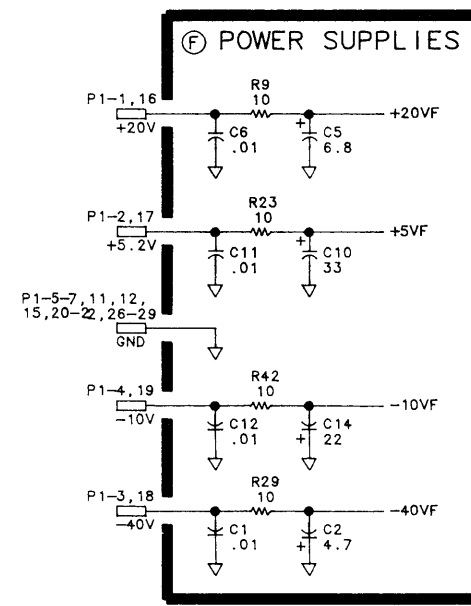 F POWER SUPPLIES
R9
10
P1-1,16
+20V
+20VF
C6
.01
+
C5
6.8
R23
10
P1-2,17
+5.2V
+5VF
C11
.01
+
C10
33
P1-5-7,11,12,
15,20-22,26-29
GND
R42
10
P1-4,19
-10V
-10VF
C12
.01
+
C14
22
R29
10
P1-3,18
-40V
-40VF
C1
.01
+
C2
4.7